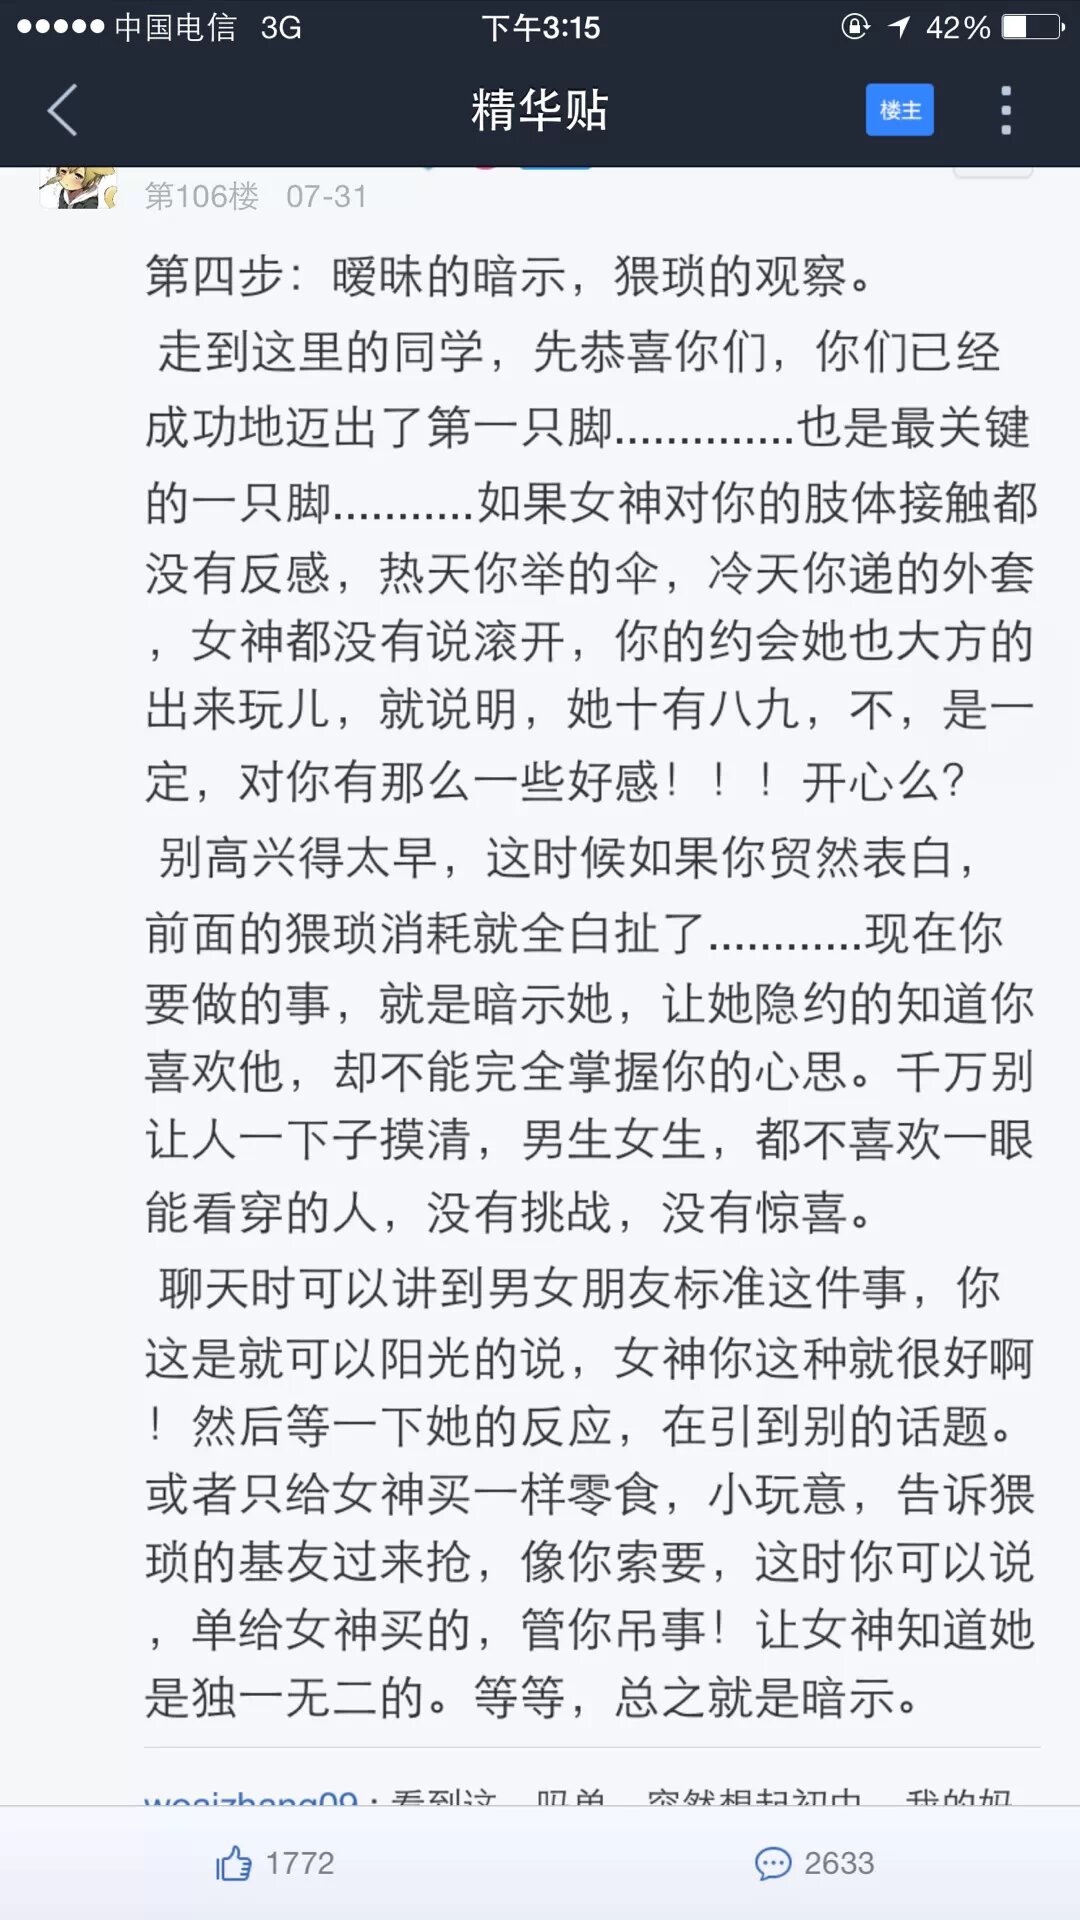 中国电信 3G 下午3:15 42%
精华贴 楼主
第106楼 07-31
第四步：暧昧的暗示，猥琐的观察。
走到这里的同学，先恭喜你们，你们已经
成功地迈出了第一只脚..............也是最关键
的一只脚...........如果女神对你的肢体接触都
没有反感，热天你举的伞，冷天你递的外套
，女神都没有说滚开，你的约会她也大方的
出来玩儿，就说明，她十有八九，不，是一
定，对你有那么一些好感！！！开心么？
别高兴得太早，这时候如果你贸然表白，
前面的猥琐消耗就全白扯了............现在你
要做的事，就是暗示她，让她隐约的知道你
喜欢他，却不能完全掌握你的心思。千万别
让人一下子摸清，男生女生，都不喜欢一眼
能看穿的人，没有挑战，没有惊喜。
聊天时可以讲到男女朋友标准这件事，你
这是就可以阳光的说，女神你这种就很好啊
！然后等一下她的反应，在引到别的话题。
或者只给女神买一样零食，小玩意，告诉猥
琐的基友过来抢，像你索要，这时你可以说
，单给女神买的，管你吊事！让女神知道她
是独一无二的。等等，总之就是暗示。
woaizhang09：看到这 突然想起初中 我的妈
1772 2633